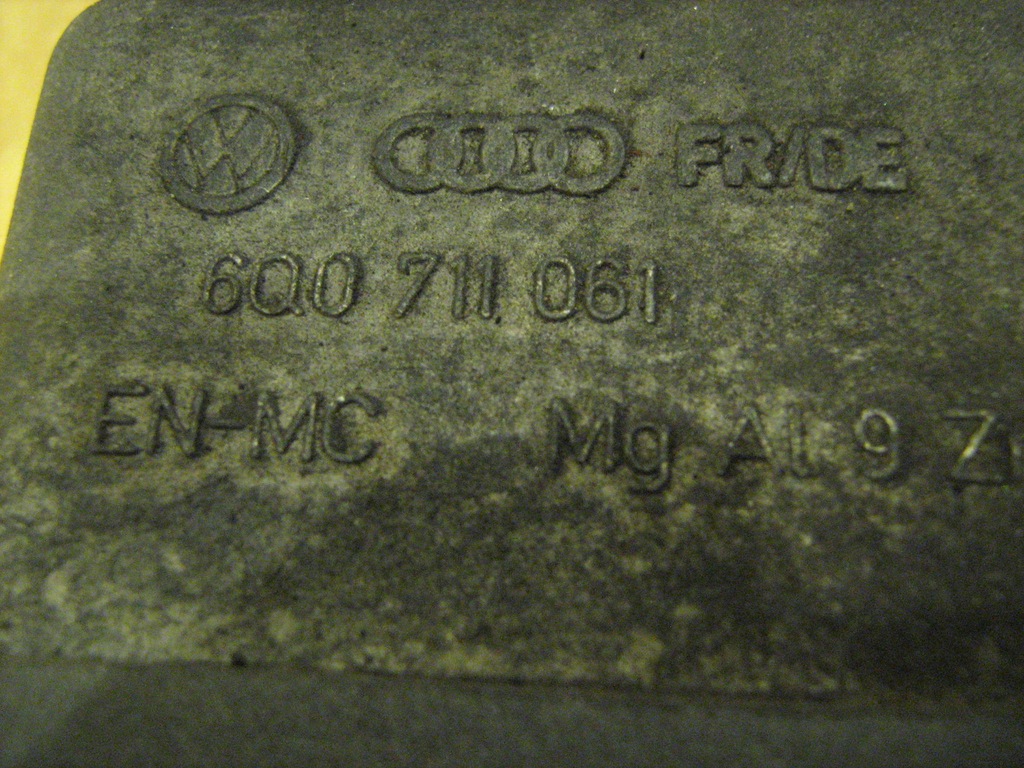 FR/DE
6Q0 711 061
EN-MC Mg Al 9 Z